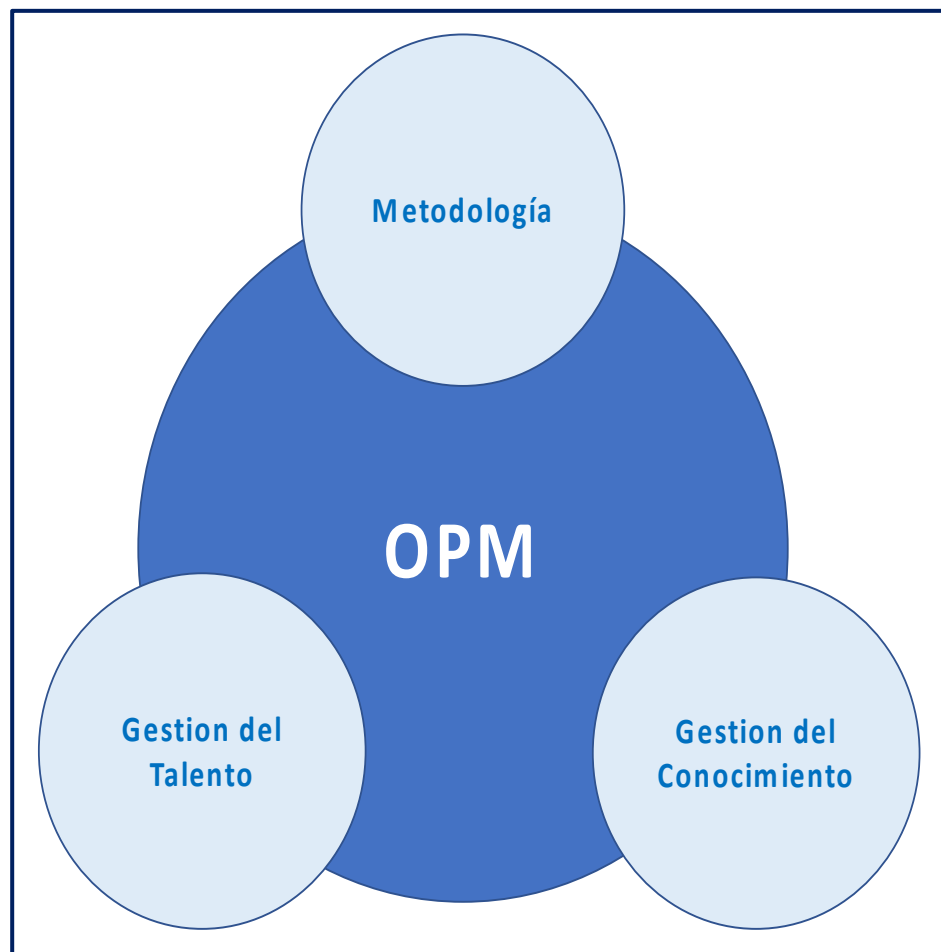 Metodología
OPM
Gestion del
Talento
Gestion del
Conocimiento